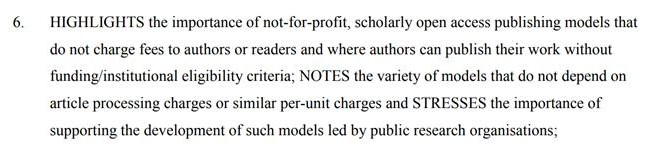 6. HIGHLIGHTS the importance of not-for-profit, scholarly open access publishing models that
do not charge fees to authors or readers and where authors can publish their work without
funding/institutional eligibility criteria; NOTES the variety of models that do not depend on
article processing charges or similar per-unit charges and STRESSES the importance of
supporting the development of such models led by public research organisations;